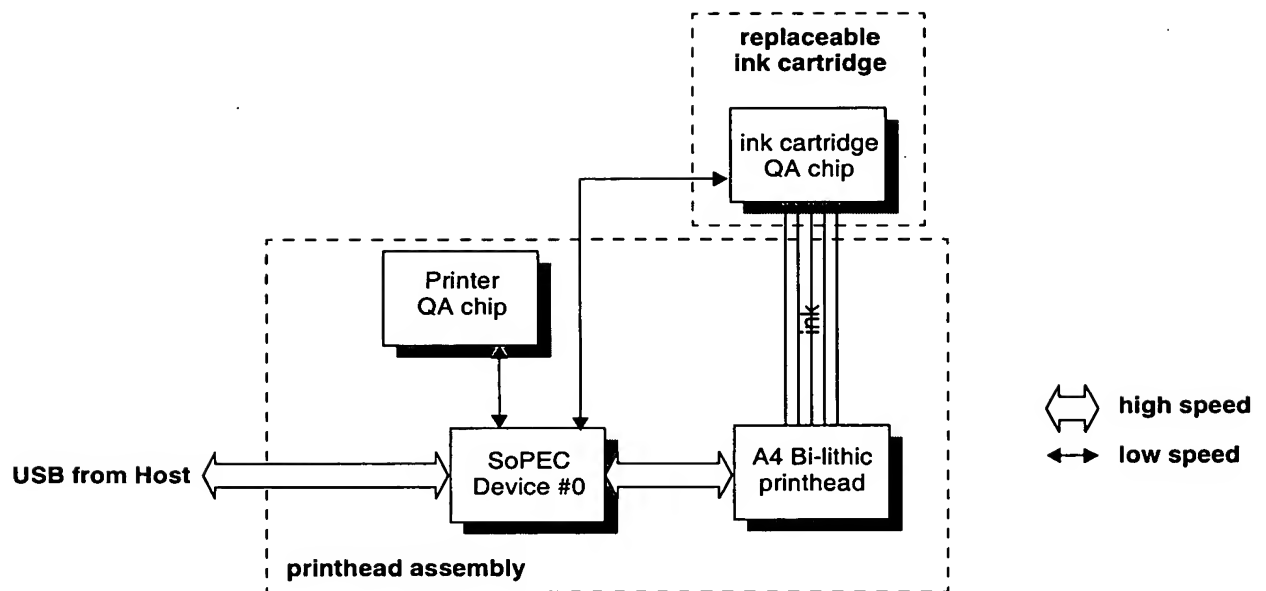 replaceable
ink cartridge
ink cartridge
QA chip
Printer
QA chip
ink
high speed
low speed
USB from Host
SoPEC
Device #0
A4 Bi-lithic
printhead
printhead assembly